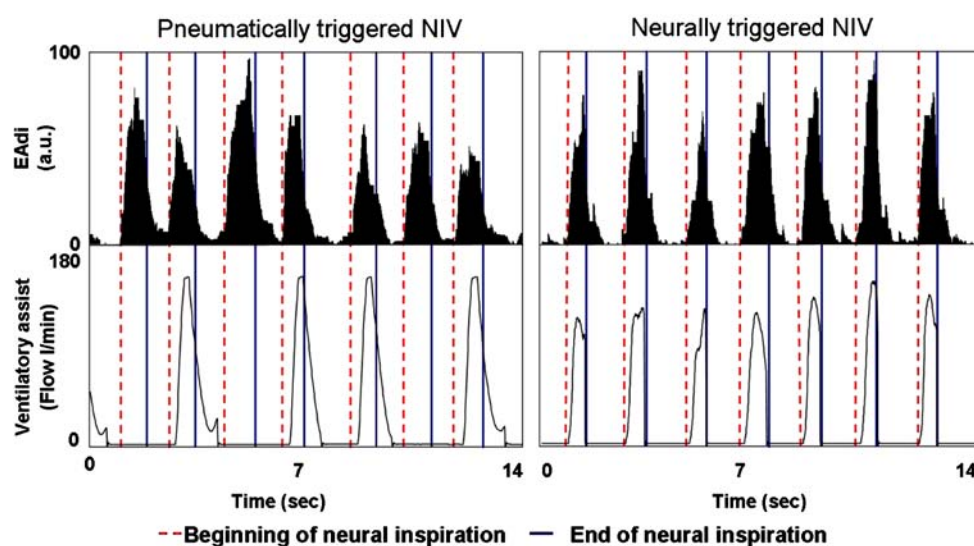 Pneumatically triggered NIV
Neurally triggered NIV
100
EAdi
(a.u.)
0
180
Ventilatory assist
(Flow l/min)
0
0
7
14
0
7
14
Time (sec)
Time (sec)
Beginning of neural inspiration
End of neural inspiration